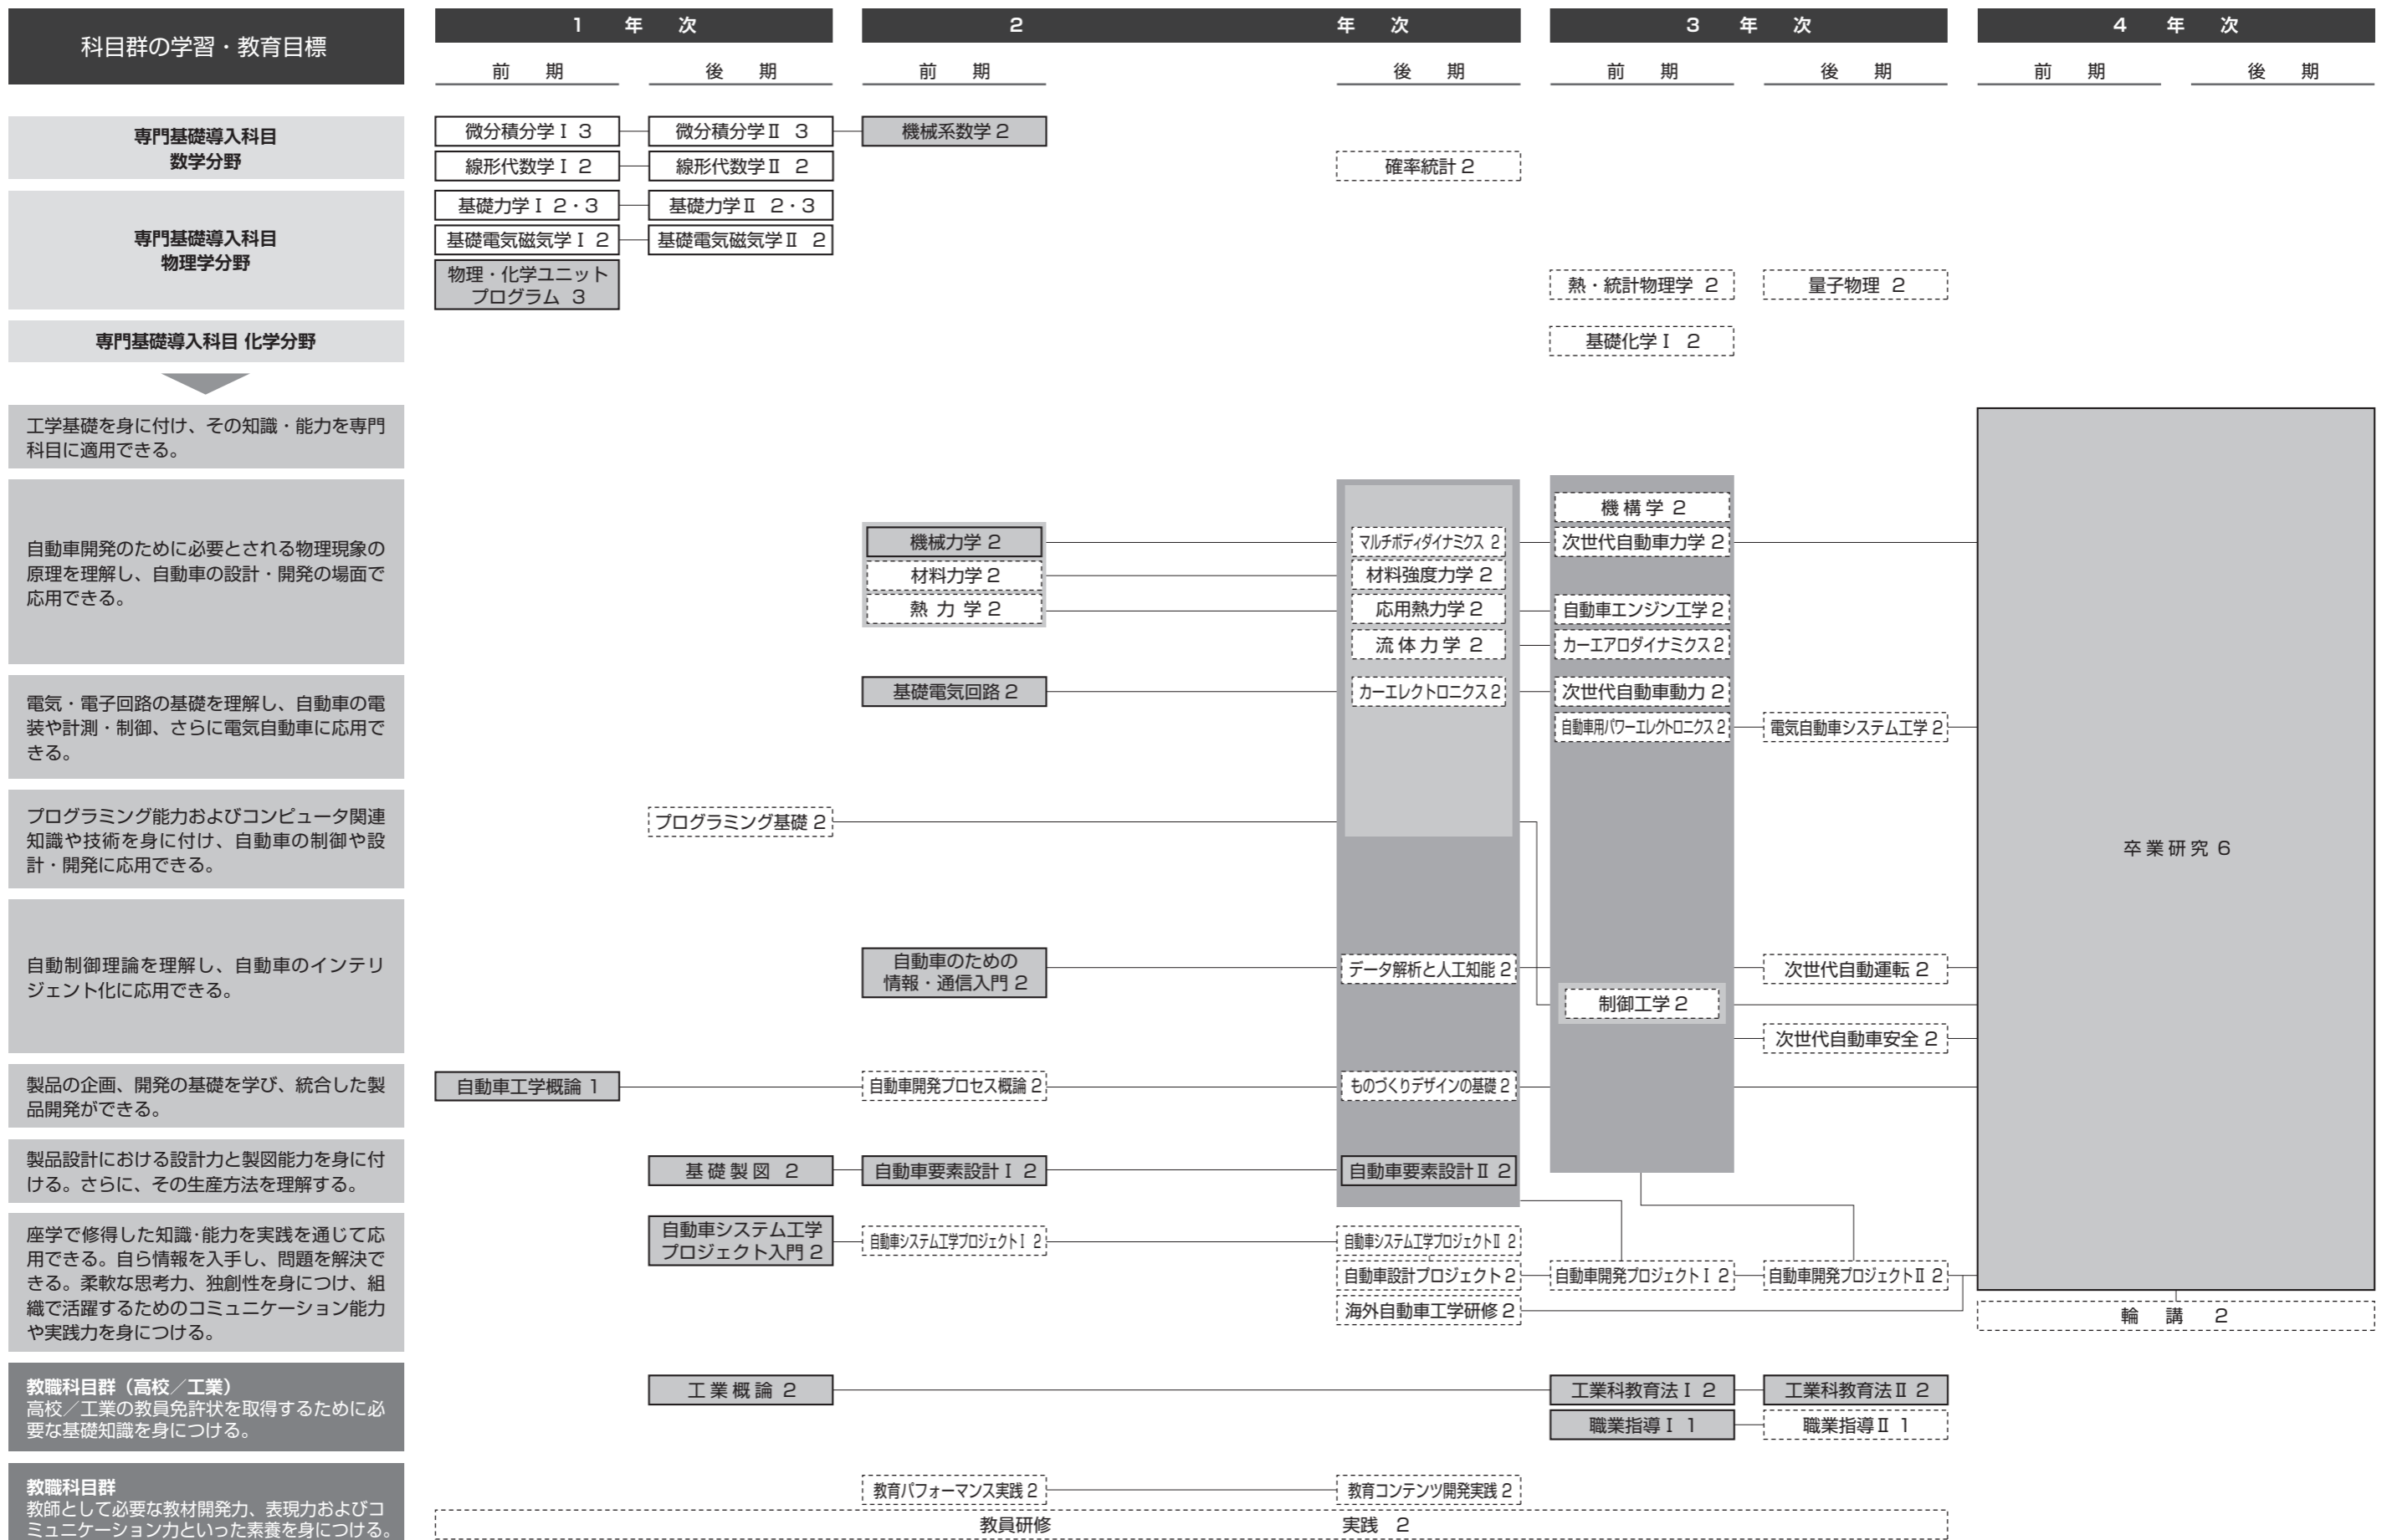 科目群の学習・教育目標
1 年 次
2 年 次
3 年 次
4 年 次
前 期
後 期
前 期
後 期
前 期
後 期
前 期
後 期
専門基礎導入科目
数学分野
微分積分学Ⅰ 3
微分積分学Ⅱ 3
機械系数学 2
線形代数学Ⅰ 2
線形代数学Ⅱ 2
確率統計 2
専門基礎導入科目
物理学分野
基礎力学Ⅰ 2・3
基礎力学Ⅱ 2・3
基礎電気磁気学Ⅰ 2
基礎電気磁気学Ⅱ 2
物理・化学ユニット
プログラム 3
熱・統計物理学 2
量子物理 2
専門基礎導入科目 化学分野
基礎化学Ⅰ 2
工学基礎を身に付け、その知識・能力を専門
科目に適用できる。
自動車開発のために必要とされる物理現象の
原理を理解し、自動車の設計・開発の場面で
応用できる。
機構学 2
機械力学 2
マルチボディダイナミクス 2
次世代自動車力学 2
材料力学 2
材料強度力学 2
熱力学 2
応用熱力学 2
自動車エンジン工学 2
流体力学 2
カーエアロダイナミクス 2
電気・電子回路の基礎を理解し、自動車の電
装や計測・制御、さらに電気自動車に応用で
きる。
基礎電気回路 2
カーエレクトロニクス 2
次世代自動車動力 2
自動車用パワーエレクトロニクス 2
電気自動車システム工学 2
プログラミング能力およびコンピュータ関連
知識や技術を身に付け、自動車の制御や設
計・開発に応用できる。
プログラミング基礎 2
卒業研究 6
自動制御理論を理解し、自動車のインテリ
ジェント化に応用できる。
自動車のための
情報・通信入門 2
データ解析と人工知能 2
次世代自動運転 2
制御工学 2
次世代自動車安全 2
製品の企画、開発の基礎を学び、統合した製
品開発ができる。
自動車工学概論 1
自動車開発プロセス概論 2
ものづくりデザインの基礎 2
製品設計における設計力と製図能力を身に付
ける。さらに、その生産方法を理解する。
基礎製図 2
自動車要素設計Ⅰ 2
自動車要素設計Ⅱ 2
座学で修得した知識・能力を実践を通じて応
用できる。自ら情報を入手し、問題を解決で
きる。柔軟な思考力、独創性を身につけ、組
織で活躍するためのコミュニケーション能力
や実践力を身につける。
自動車システム工学
プロジェクト入門 2
自動車システム工学プロジェクトⅠ 2
自動車システム工学プロジェクトⅡ 2
自動車設計プロジェクト 2
自動車開発プロジェクトⅠ 2
自動車開発プロジェクトⅡ 2
海外自動車工学研修 2
輪 講 2
教職科目群（高校／工業）
高校／工業の教員免許状を取得するために必
要な基礎知識を身につける。
工業概論 2
工業科教育法Ⅰ 2
工業科教育法Ⅱ 2
職業指導Ⅰ 1
職業指導Ⅱ 1
教職科目群
教師として必要な教材開発力、表現力およびコ
ミュニケーション力といった素養を身につける。
教育パフォーマンス実践 2
教育コンテンツ開発実践 2
教員研修 実践 2